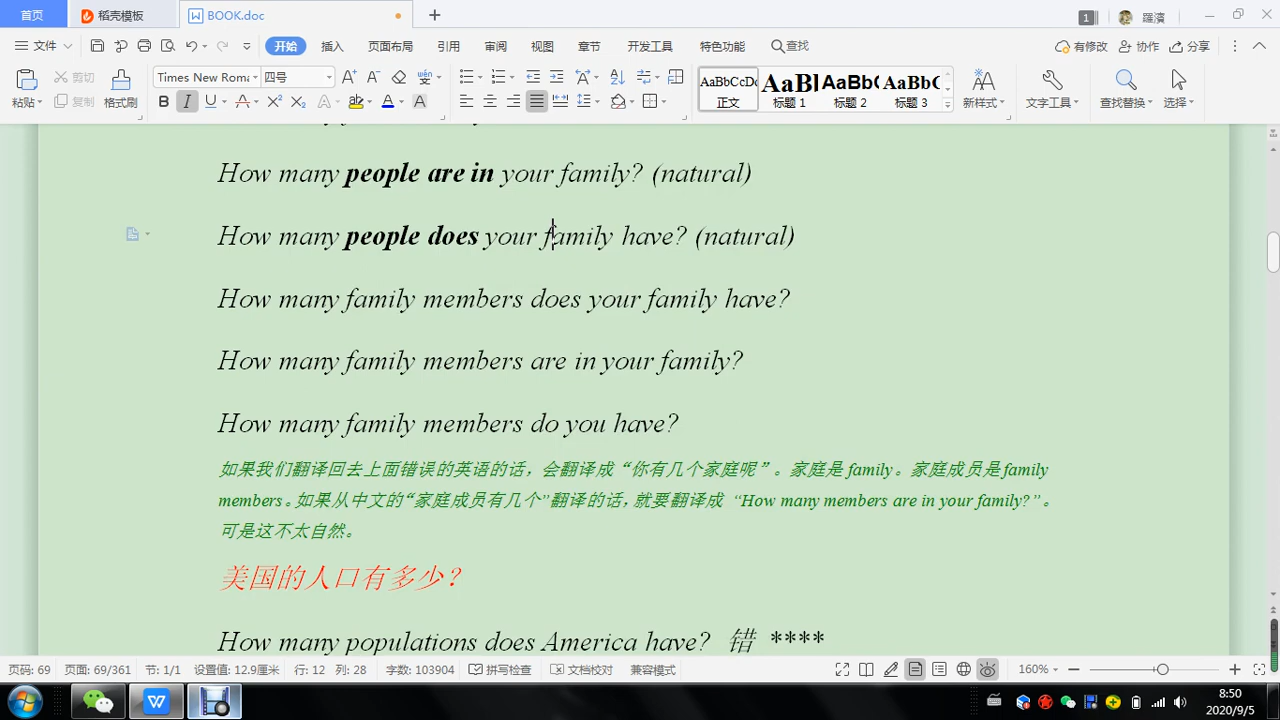 首页 稻壳模板 BOOK.doc + 1 羅濱
文件 开始 插入 页面布局 引用 审阅 视图 章节 开发工具 特色功能 查找 有修改 协作 分享
粘贴 剪切 复制 格式刷 Times New Roma 四号 AaBbCcDd 正文 AaBl 标题 1 AaBb( 标题 2 AaBb( 标题 3 新样式 文字工具 查找替换 选择
How many people are in your family? (natural)
How many people does your family have? (natural)
How many family members does your family have?
How many family members are in your family?
How many family members do you have?
如果我们翻译回去上面错误的英语的话，会翻译成“你有几个家庭呢”。家庭是 family。家庭成员是 family
members。如果从中文的“家庭成员有几个”翻译的话，就要翻译成 “How many members are in your family?”。
可是这不太自然。
美国的人口有多少？
How many populations does America have? 错 ****
页码: 69 页面: 69/361 节: 1/1 设置值: 12.9厘米 行: 12 列: 28 字数: 103904 拼写检查 文档校对 兼容模式 160%
8:50
2020/9/5